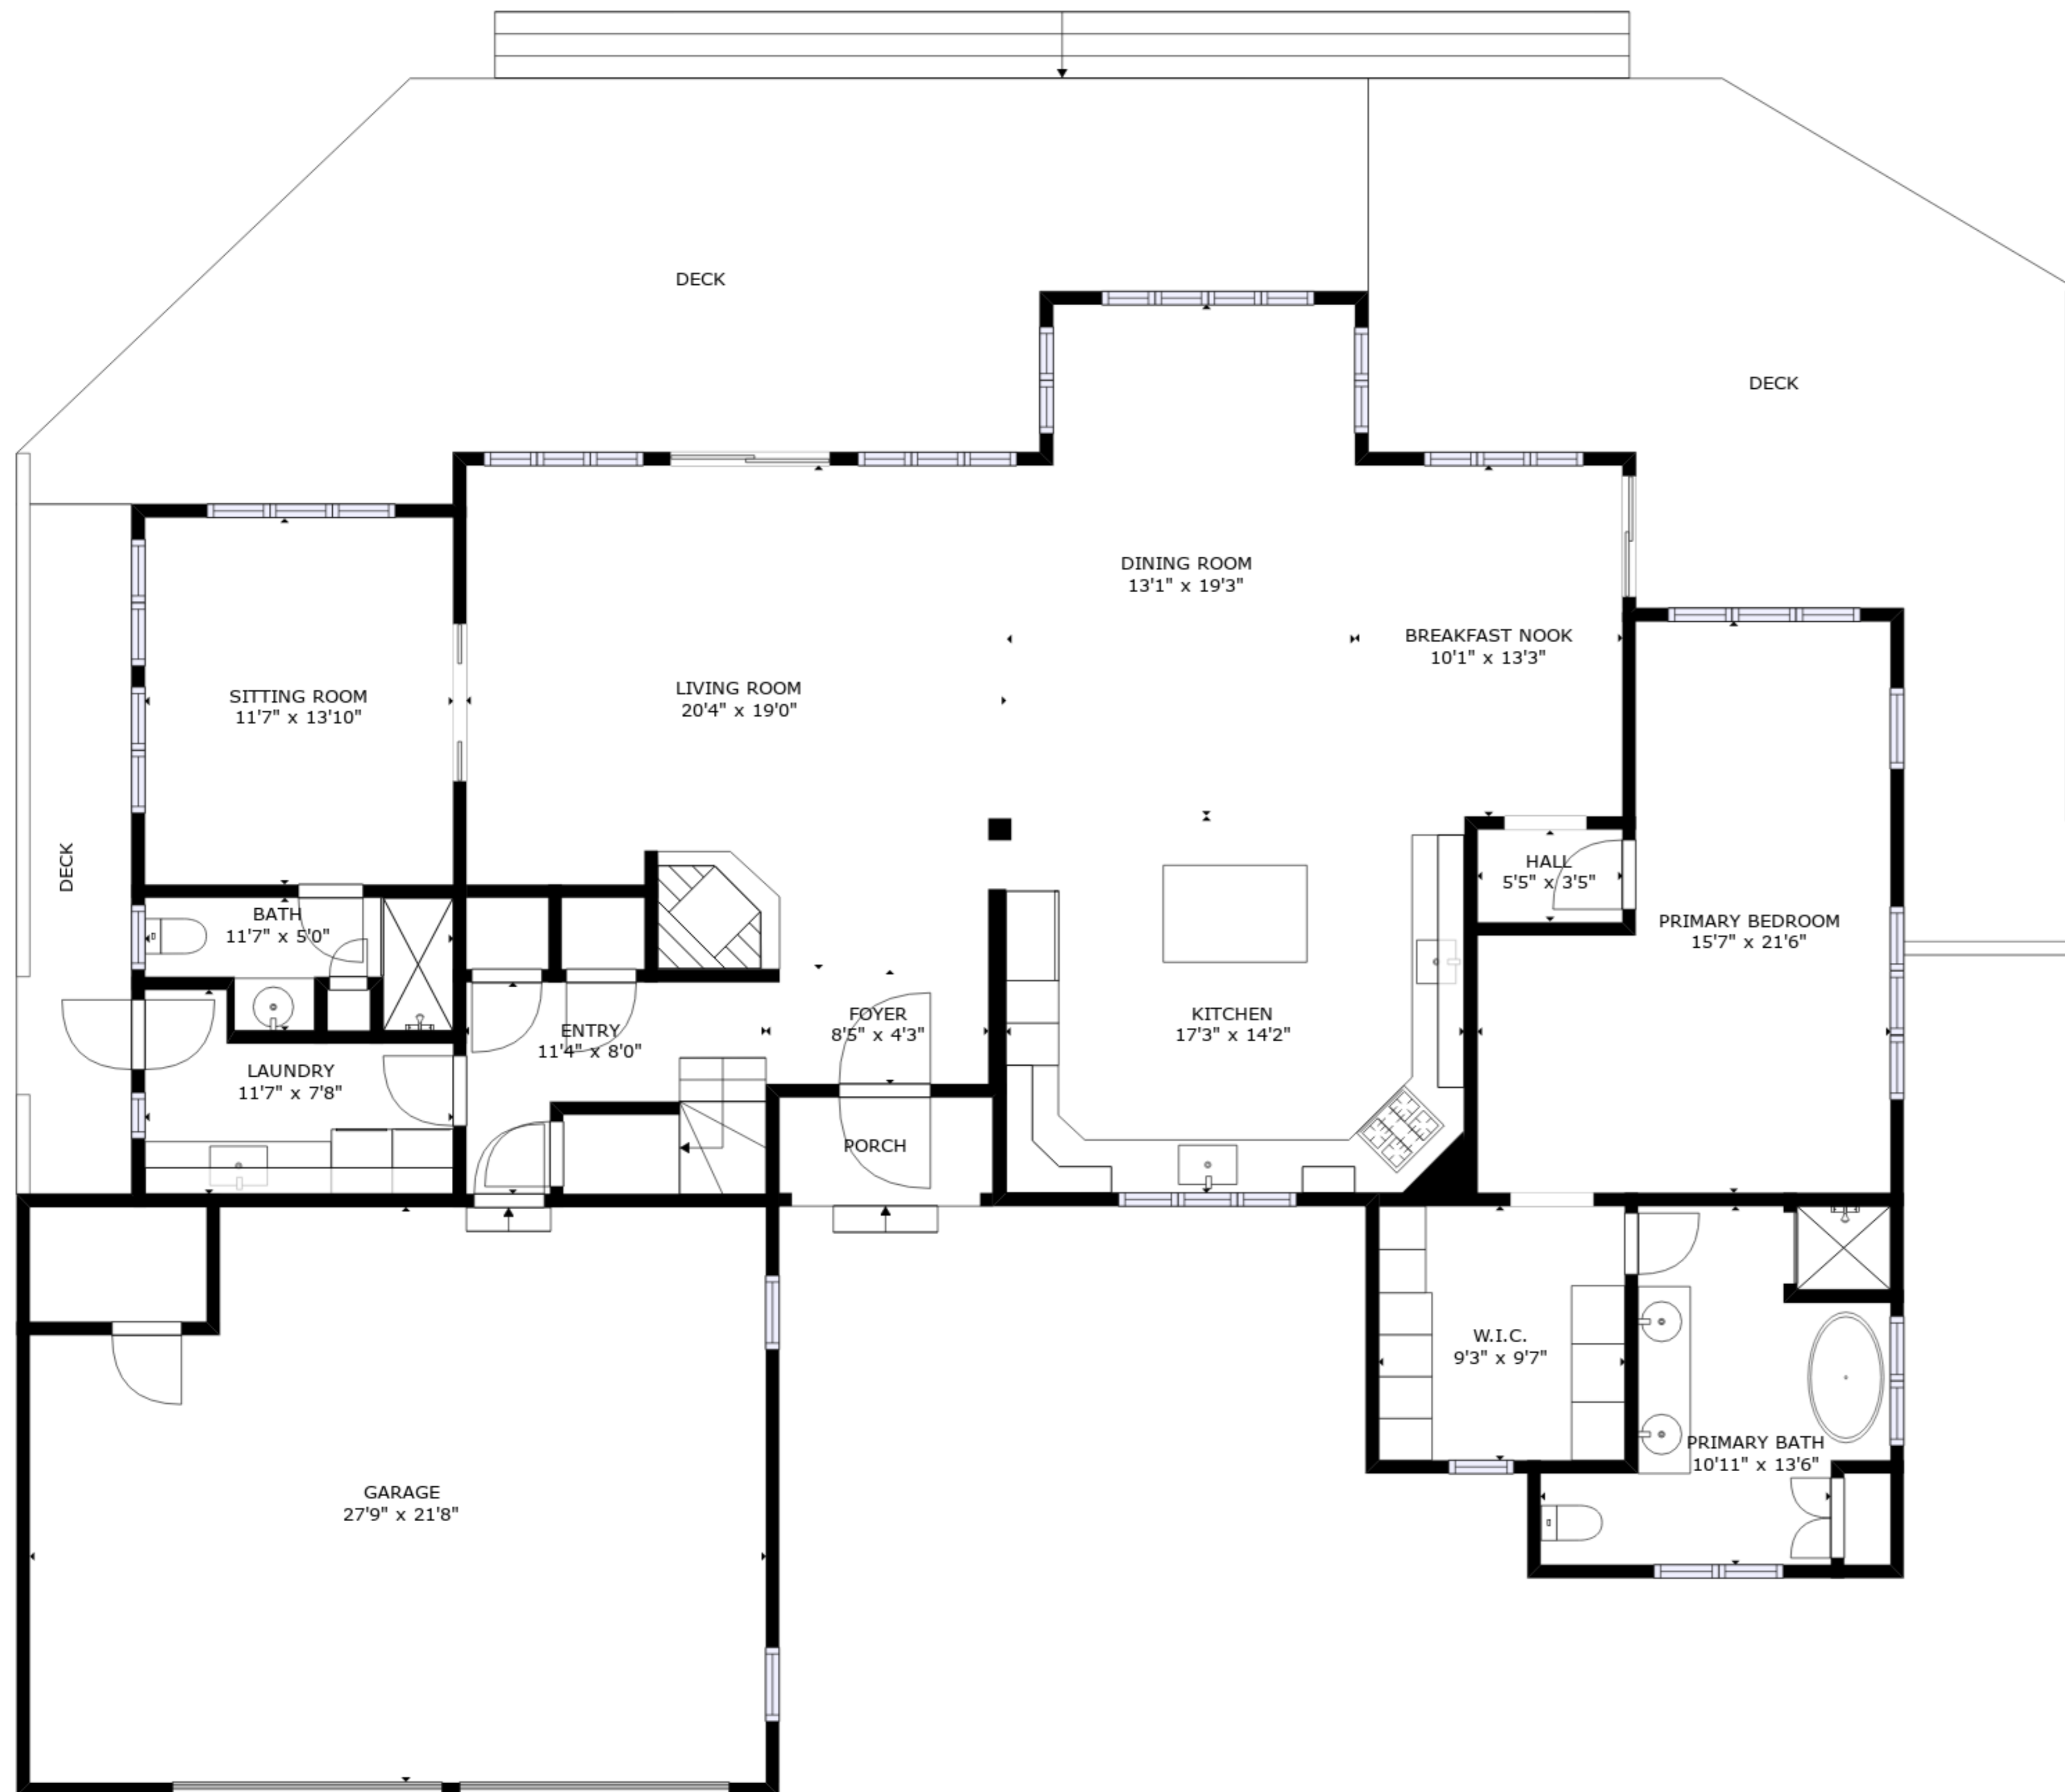 DECK
DECK
DINING ROOM
13'1" x 19'3"
BREAKFAST NOOK
10'1" x 13'3"
SITTING ROOM
11'7" x 13'10"
LIVING ROOM
20'4" x 19'0"
DECK
HALL
5'5" x 3'5"
BATH
11'7" x 5'0"
PRIMARY BEDROOM
15'7" x 21'6"
ENTRY
11'4" x 8'0"
FOYER
8'5" x 4'3"
KITCHEN
17'3" x 14'2"
LAUNDRY
11'7" x 7'8"
PORCH
W.I.C.
9'3" x 9'7"
PRIMARY BATH
10'11" x 13'6"
GARAGE
27'9" x 21'8"